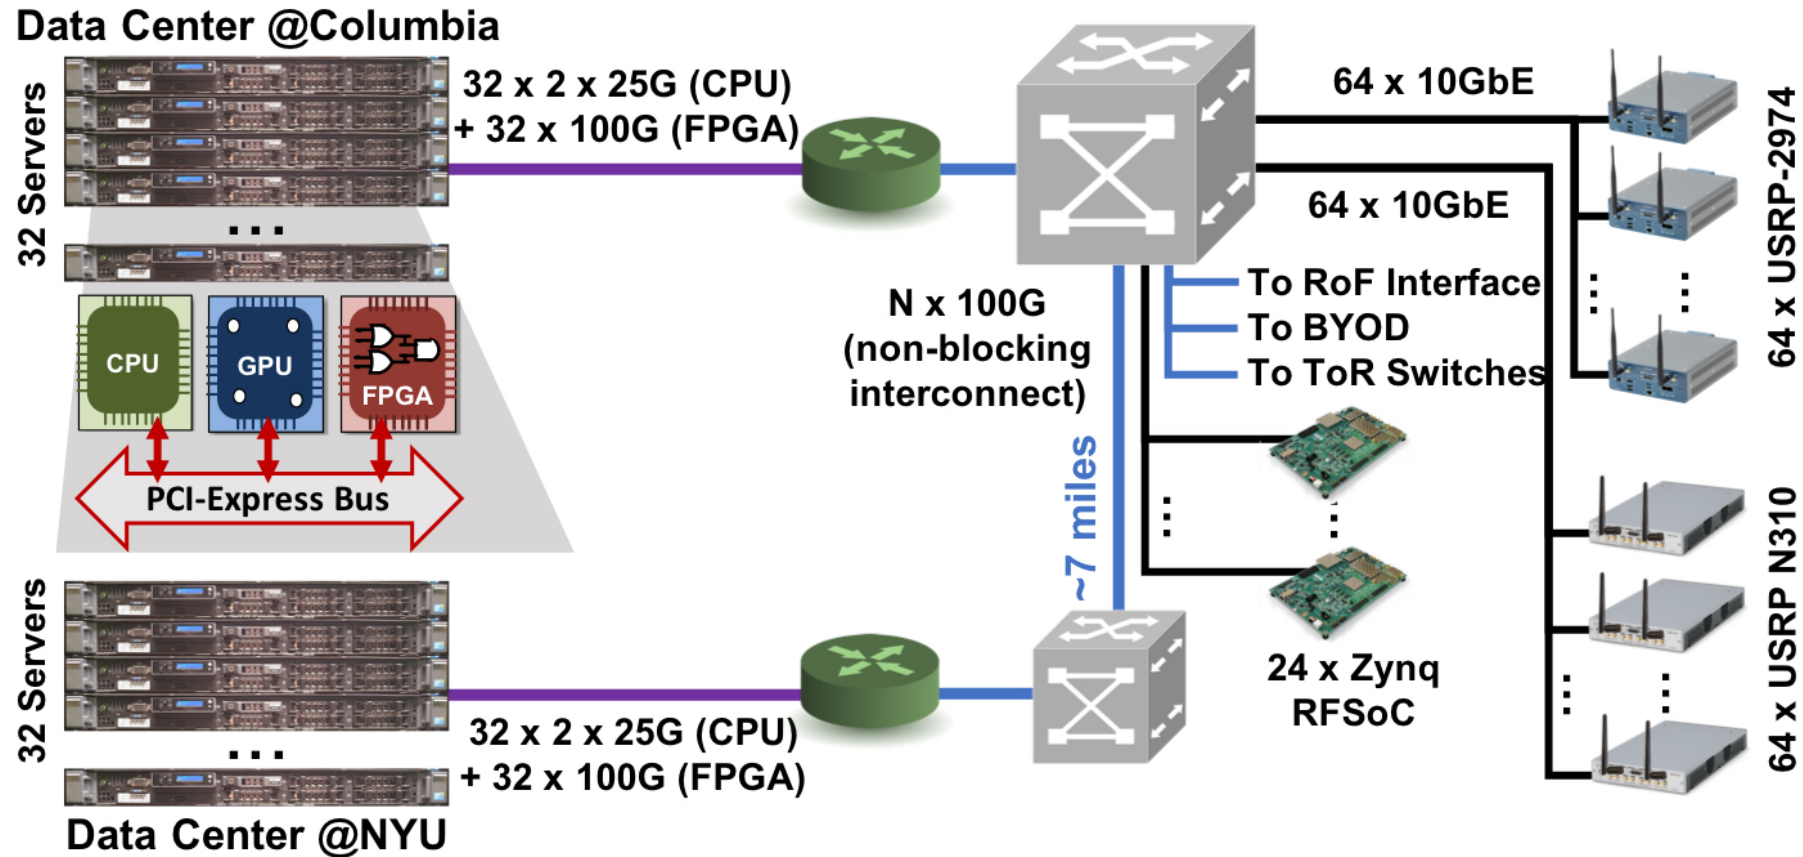 Data Center @Columbia
32 Servers
32 x 2 x 25G (CPU)
+ 32 x 100G (FPGA)
...
CPU
GPU
FPGA
PCI-Express Bus
64 x 10GbE
64 x 10GbE
64 x USRP-2974
N x 100G
(non-blocking
interconnect)
To RoF Interface
To BYOD
To ToR Switches
~7 miles
24 x Zynq
RFSoC
64 x USRP N310
32 Servers
32 x 2 x 25G (CPU)
+ 32 x 100G (FPGA)
...
Data Center @NYU